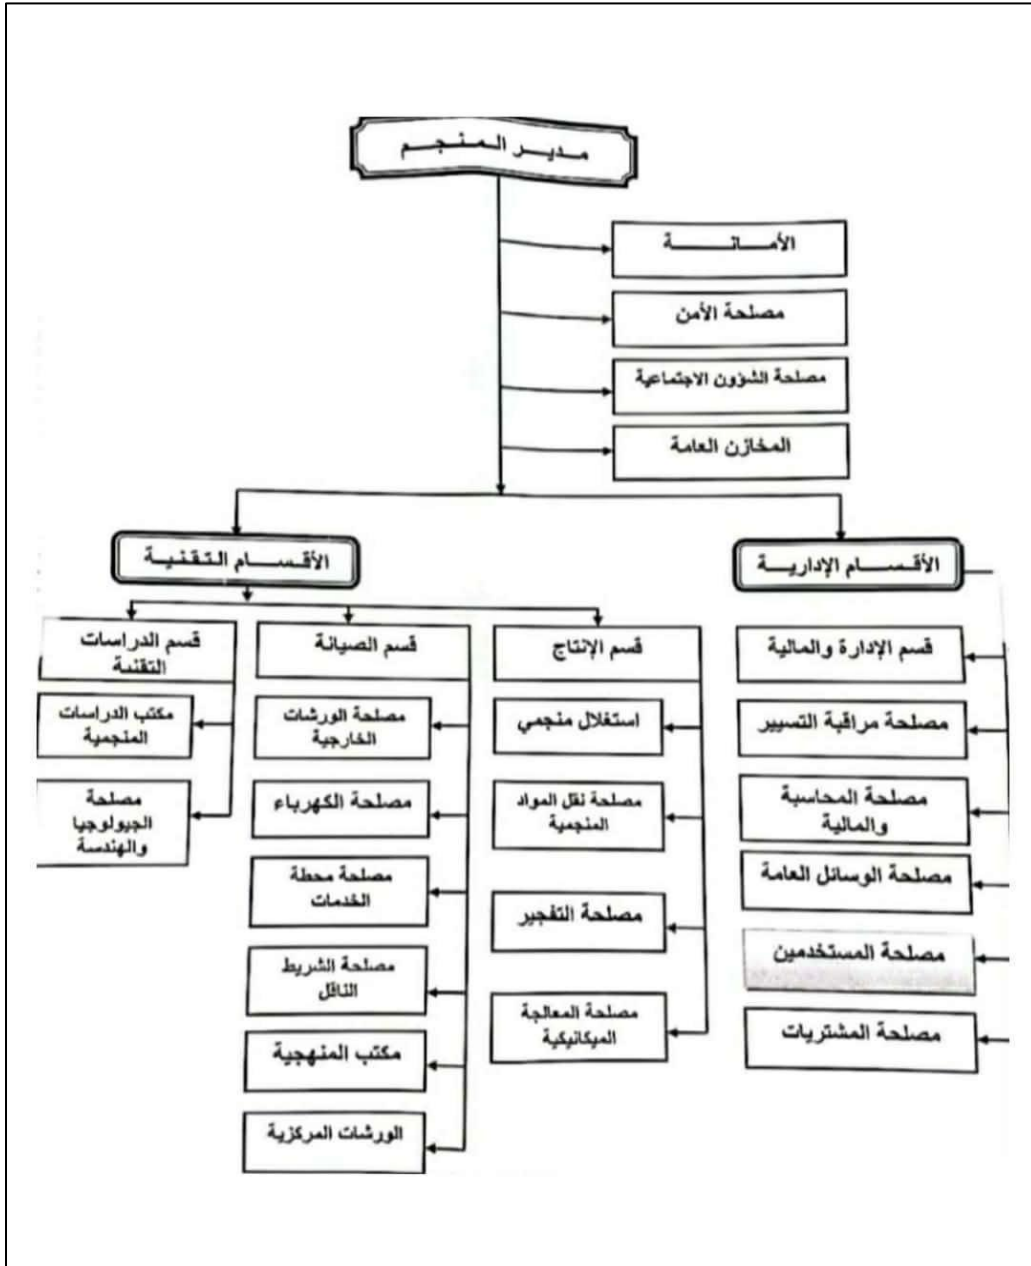 مدير المنجم
الأمانة
مصلحة الأمن
مصلحة الشؤون الاجتماعية
المخازن العامة
الأقسام الإدارية
الأقسام التقنية
قسم الإدارة والمالية
مصلحة مراقبة التسيير
مصلحة المحاسبة
والمالية
مصلحة الوسائل العامة
مصلحة المستخدمين
مصلحة المشتريات
قسم الإنتاج
استغلال منجمي
مصلحة نقل المواد
المنجمية
مصلحة التفجير
مصلحة المعالجة
الميكانيكية
قسم الصيانة
مصلحة الورشات
الخارجية
مصلحة الكهرباء
مصلحة محطة
الخدمات
مصلحة الشريط
الناقل
مكتب المنهجية
الورشات المركزية
قسم الدراسات
التقنية
مكتب الدراسات
المنجمية
مصلحة
الجيولوجيا
والهندسة